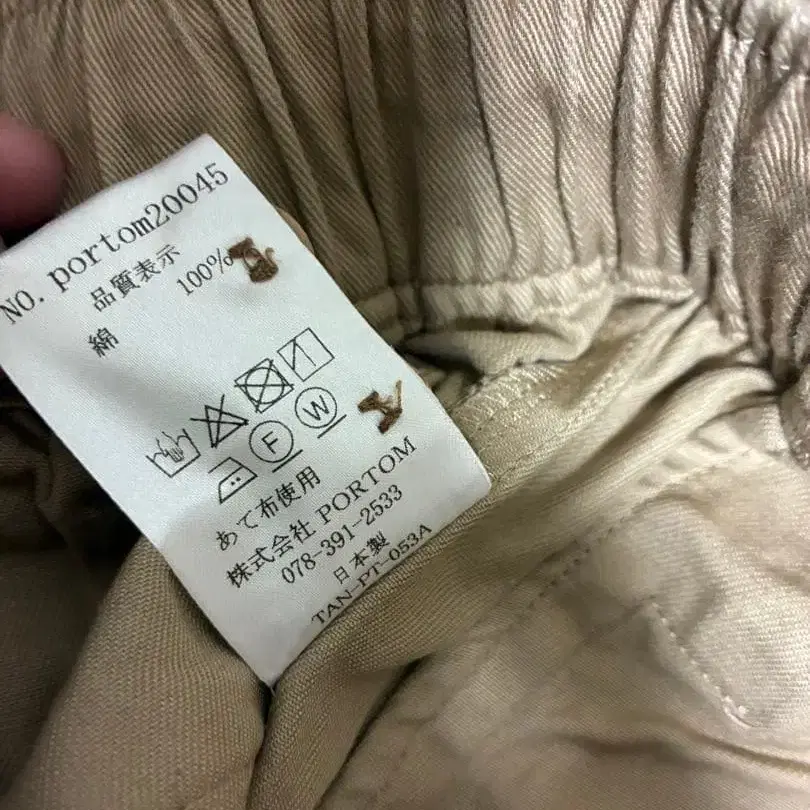 NO. portom20045
品質表示
綿 100%
F W
あて布使用
株式会社 PORTOM
078-391-2533
日本製
TAN-PT-053A